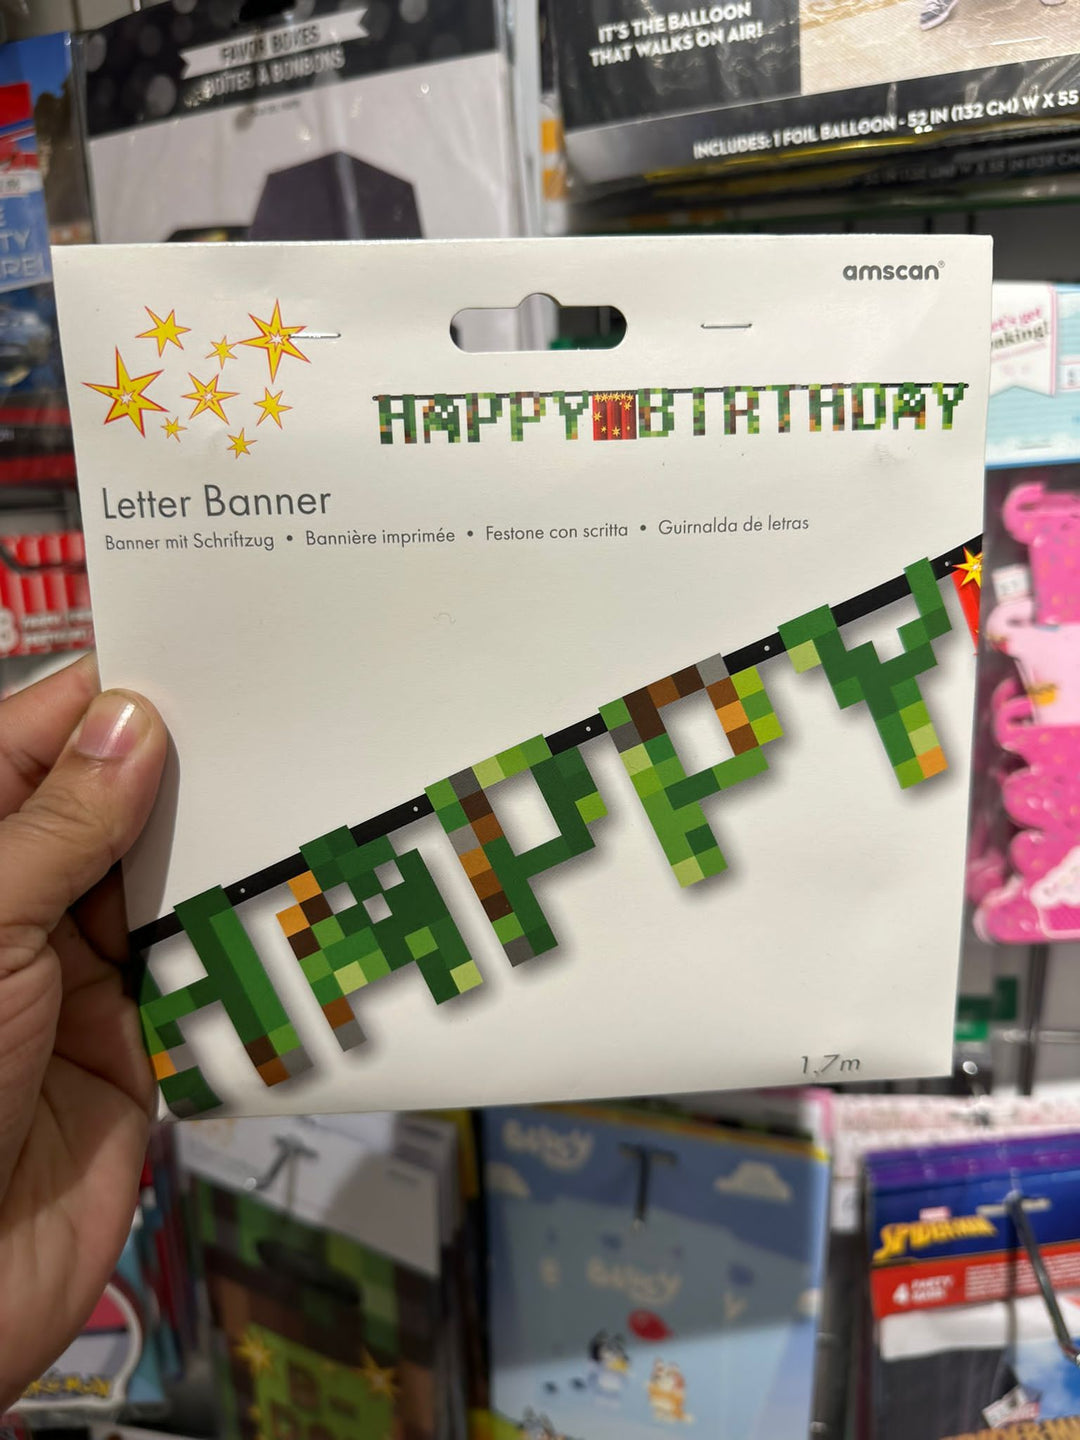 FAVOR BOXES
BOÎTES À BONBONS
IT'S THE BALLOON
THAT WALKS ON AIR!
INCLUDES: 1 FOIL BALLOON - 52 IN (132 CM) W X 55
amscan®
HAPPY BIRTHDAY
Letter Banner
Banner mit Schriftzug • Bannière imprimée • Festone con scritta • Guirnalda de letras
HAPPY
1,7m
SPIDER-MAN
4